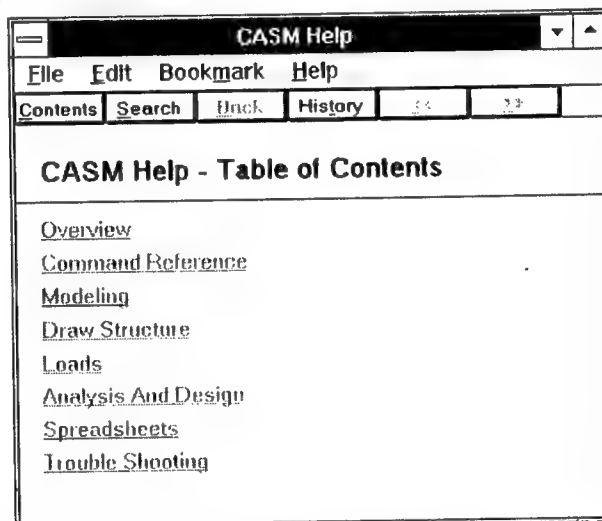 CASM Help
File Edit Bookmark Help
Contents Search Back History << >>
CASM Help - Table of Contents
Overview
Command Reference
Modeling
Draw Structure
Loads
Analysis And Design
Spreadsheets
Trouble Shooting